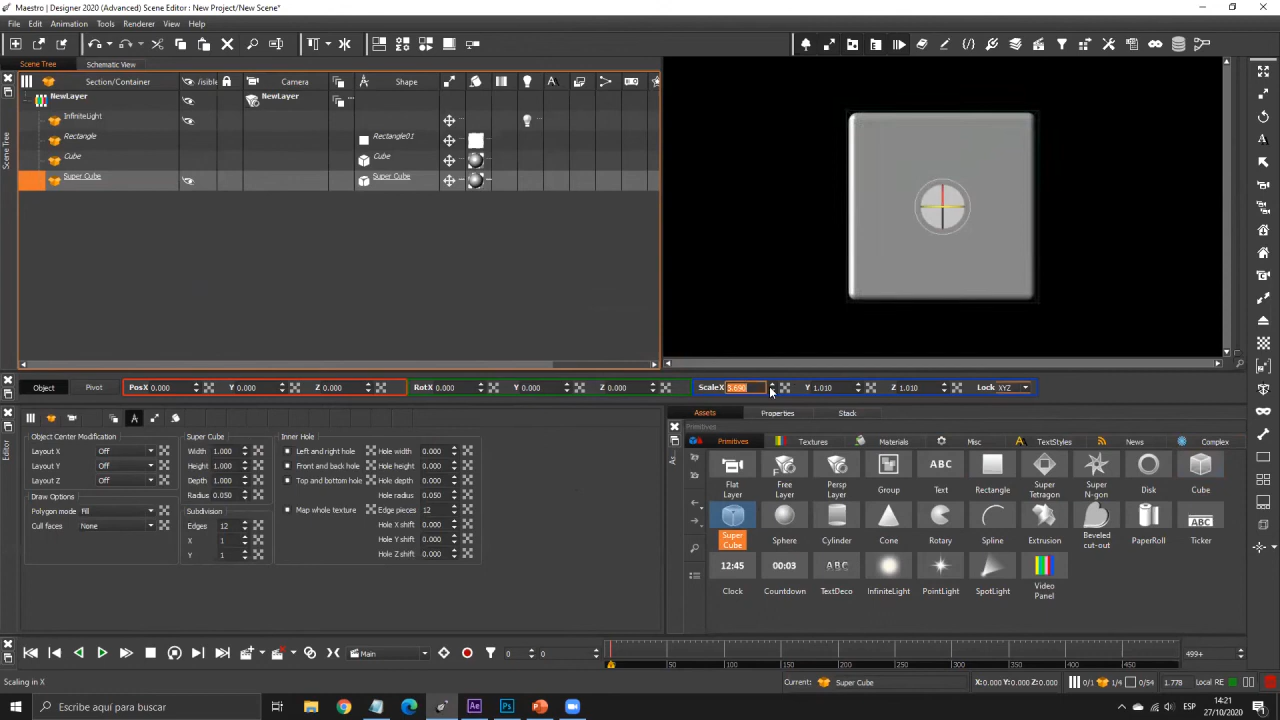 Maestro | Designer 2020 (Advanced) Scene Editor : New Project/New Scene*
File Edit Animation Tools Renderer View Help
Scene Tree Schematic View
Section/Container /isible Camera Shape
NewLayer NewLayer
InfiniteLight
Rectangle Rectangle01
Cube Cube
Super Cube Super Cube
Scene Tree
Object Pivot PosX 0.000 Y 0.000 Z 0.000 RotX 0.000 Y 0.000 Z 0.000 ScaleX Y 1.010 Z 1.010 Lock XYZ
Editor
Object Center Modification
Layout X Off
Layout Y Off
Layout Z Off
Draw Options
Polygon mode Fill
Cull faces None
Super Cube
Width 1.000
Height 1.000
Depth 1.000
Radius 0.050
Subdivision
Edges 12
X 1
Y 1
Inner Hole
Left and right hole Hole width 0.000
Front and back hole Hole height 0.000
Top and bottom hole Hole depth 0.000
Hole radius 0.050
Map whole texture Edge pieces 12
Hole X shift 0.000
Hole Y shift 0.000
Hole Z shift 0.000
Assets Properties Stack
Primitives
Primitives Textures Materials Misc TextStyles News Complex
Flat Layer Free Layer Persp Layer Group Text Rectangle Super Tetragon Super N-gon Disk Cube
Super Cube Sphere Cylinder Cone Rotary Spline Extrusion Beveled cut-out PaperRoll Ticker
Clock Countdown TextDeco InfiniteLight PointLight SpotLight Video Panel
ABC
ABC
12:45 00:03 ABC
Main 0 0 50 100 150 200 250 300 350 400 450 499+
Scaling in X Current: Super Cube X:0.000 Y:0.000 Z:0.000 0/1 1/4 0/54 1.778 Local RE
Escribe aquí para buscar
ESP
14:21
27/10/2020